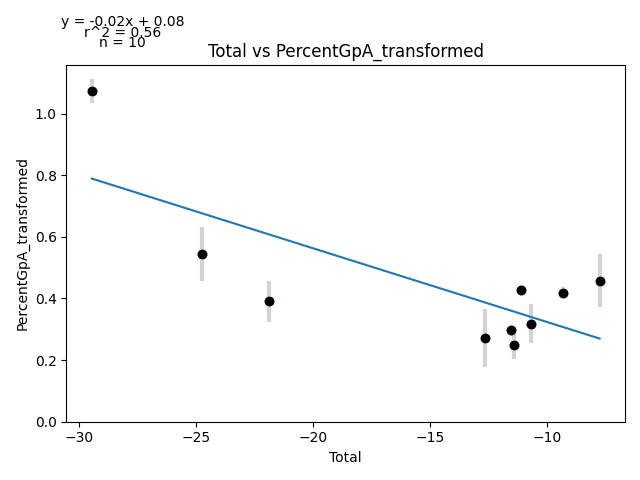 y = -0.02x + 0.08
r^2 = 0.56
n = 10
Total vs PercentGpA_transformed
PercentGpA_transformed
1.0
0.8
0.6
0.4
0.2
0.0
−30
−25
−20
−15
−10
Total